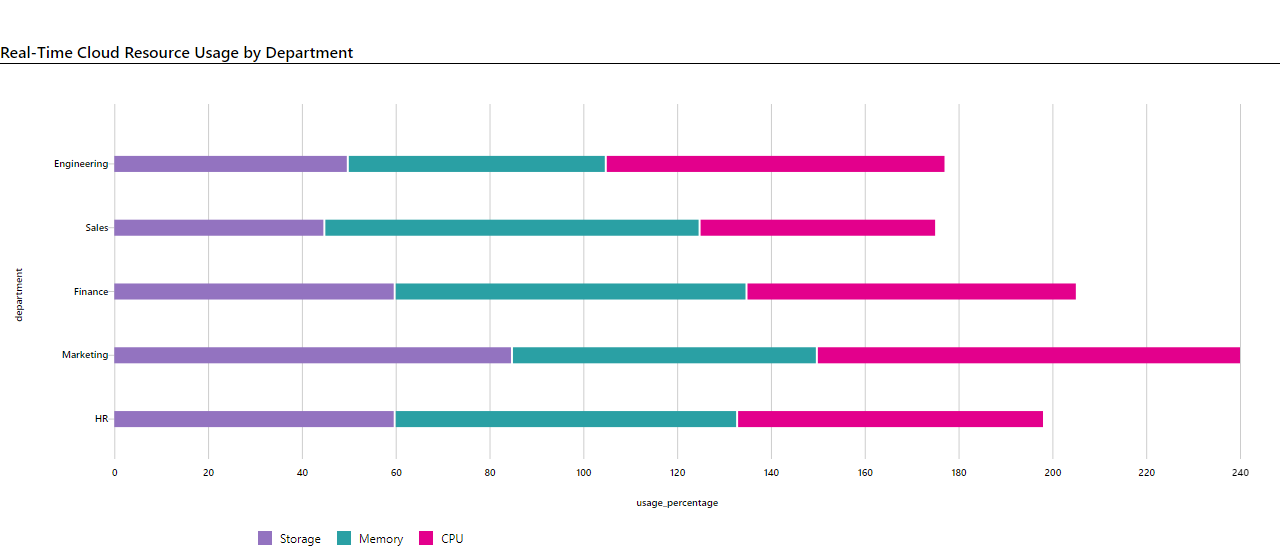 Real-Time Cloud Resource Usage by Department
Engineering
Sales
Finance
Marketing
HR
department
0 20 40 60 80 100 120 140 160 180 200 220 240
usage_percentage
Storage Memory CPU